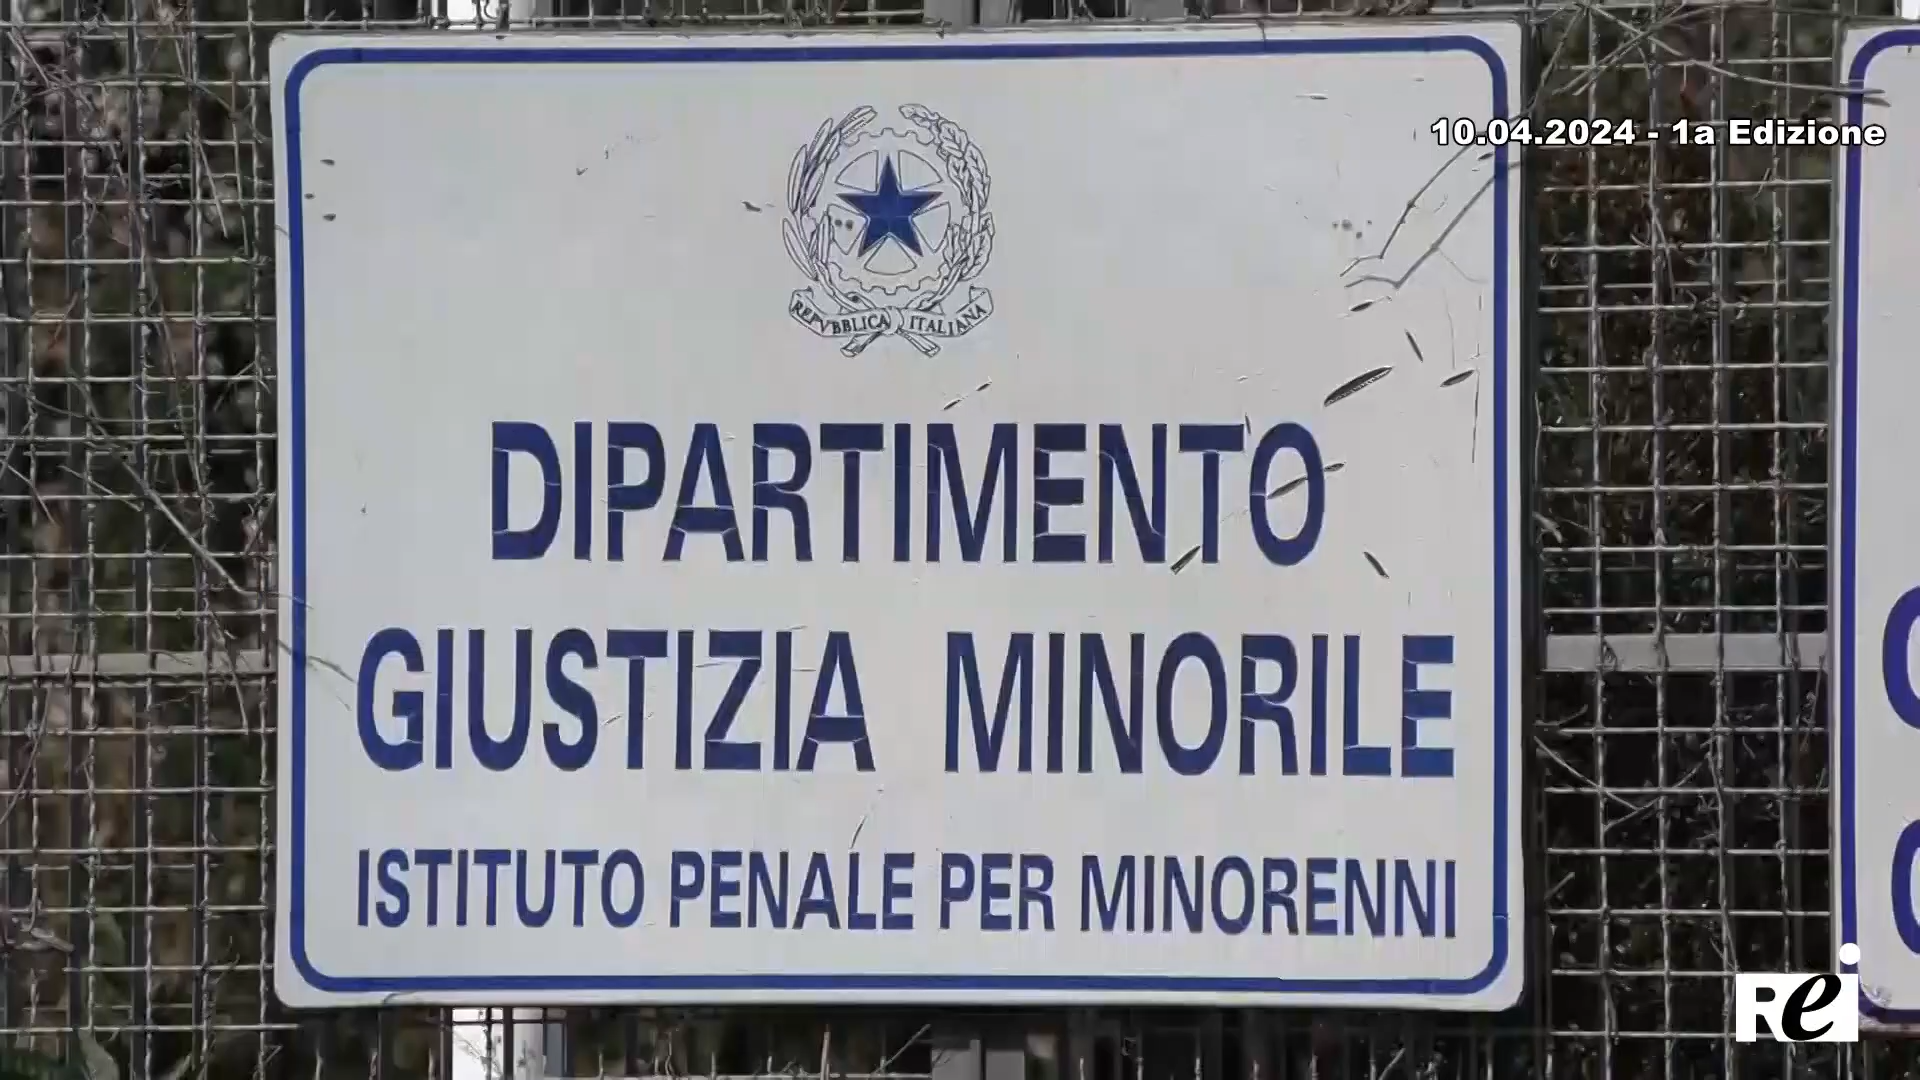 10.04.2024 - 1a Edizione
REPVBBLICA ITALIANA
DIPARTIMENTO
GIUSTIZIA MINORILE
ISTITUTO PENALE PER MINORENNI
Rei